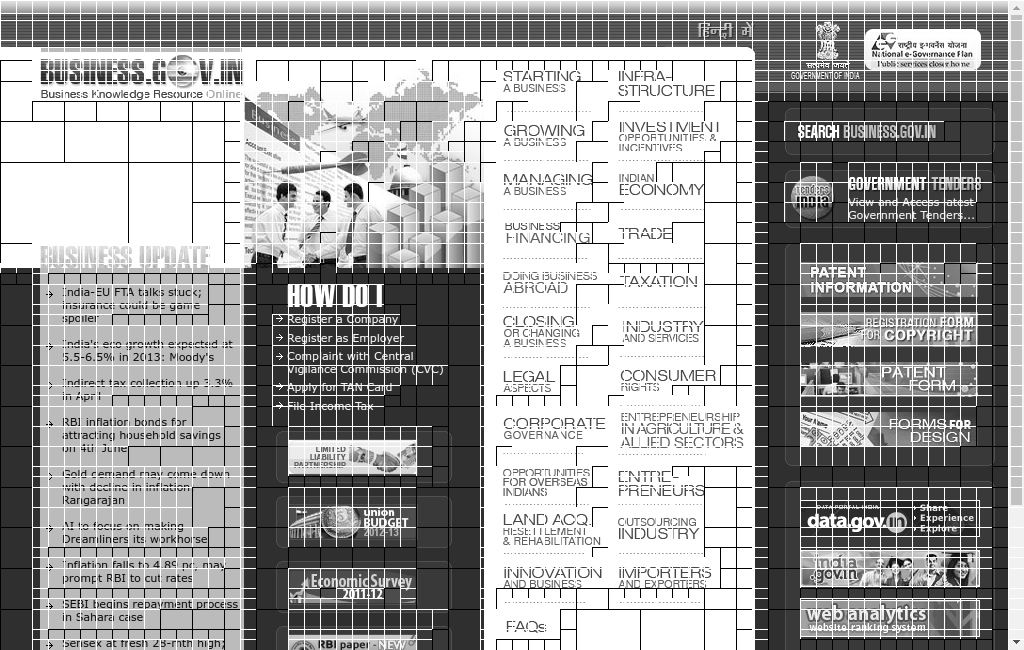 हिन्दी में
BUSINESS.GOV.IN
Business Knowledge Resource Online
सत्यमेव जयते
GOVERNMENT OF INDIA
राष्ट्रीय इ-गवर्नेंस योजना
National e-Governance Plan
Public services closer home
STARTING
A BUSINESS
GROWING
A BUSINESS
MANAGING
A BUSINESS
BUSINESS
FINANCING
DOING BUSINESS
ABROAD
CLOSING
OR CHANGING
A BUSINESS
LEGAL
ASPECTS
CORPORATE
GOVERNANCE
OPPORTUNITIES
FOR OVERSEAS
INDIANS
LAND ACQ.
RESETTLEMENT
& REHABILITATION
INNOVATION
AND BUSINESS
FAQs
INFRA-
STRUCTURE
INVESTMENT
OPPORTUNITIES &
INCENTIVES
INDIAN
ECONOMY
TRADE
TAXATION
INDUSTRY
AND SERVICES
CONSUMER
RIGHTS
ENTREPRENEURSHIP
IN AGRICULTURE &
ALLIED SECTORS
ENTRE-
PRENEURS
OUTSOURCING
INDUSTRY
IMPORTERS
AND EXPORTERS
SEARCH BUSINESS.GOV.IN
tenders
india
GOVERNMENT TENDERS
View and Access latest
Government Tenders...
PATENT
INFORMATION
REGISTRATION FORM
FOR COPYRIGHT
PATENT
FORM
FORMS FOR
DESIGN
DATA PORTAL INDIA
data.gov.in
Share
Experience
Explore
india
gov.in
web analytics
website ranking system
BUSINESS UPDATE
India-EU FTA talks stuck;
insurance could be game
spoiler
India's eco growth expected at
5.5-6.5% in 2013: Moody's
Indirect tax collection up 3.3%
in April
RBI inflation bonds for
attracting household savings
on 4th June
Gold demand may come down
with decline in inflation:
Rangarajan
AI to focus on making
Dreamliners its workhorse
Inflation falls to 4.89 pc, may
prompt RBI to cut rates
SEBI begins repayment process
in Sahara case
Sensex at fresh 28-mth high;
HOW DO I
Register a Company
Register as Employer
Complaint with Central
Vigilance Commission (CVC)
Apply for TAN Card
File Income Tax
LIMITED
LIABILITY
PARTNERSHIP
union
BUDGET
2012-13
Economic Survey
2011-12
RBI paper - NEW